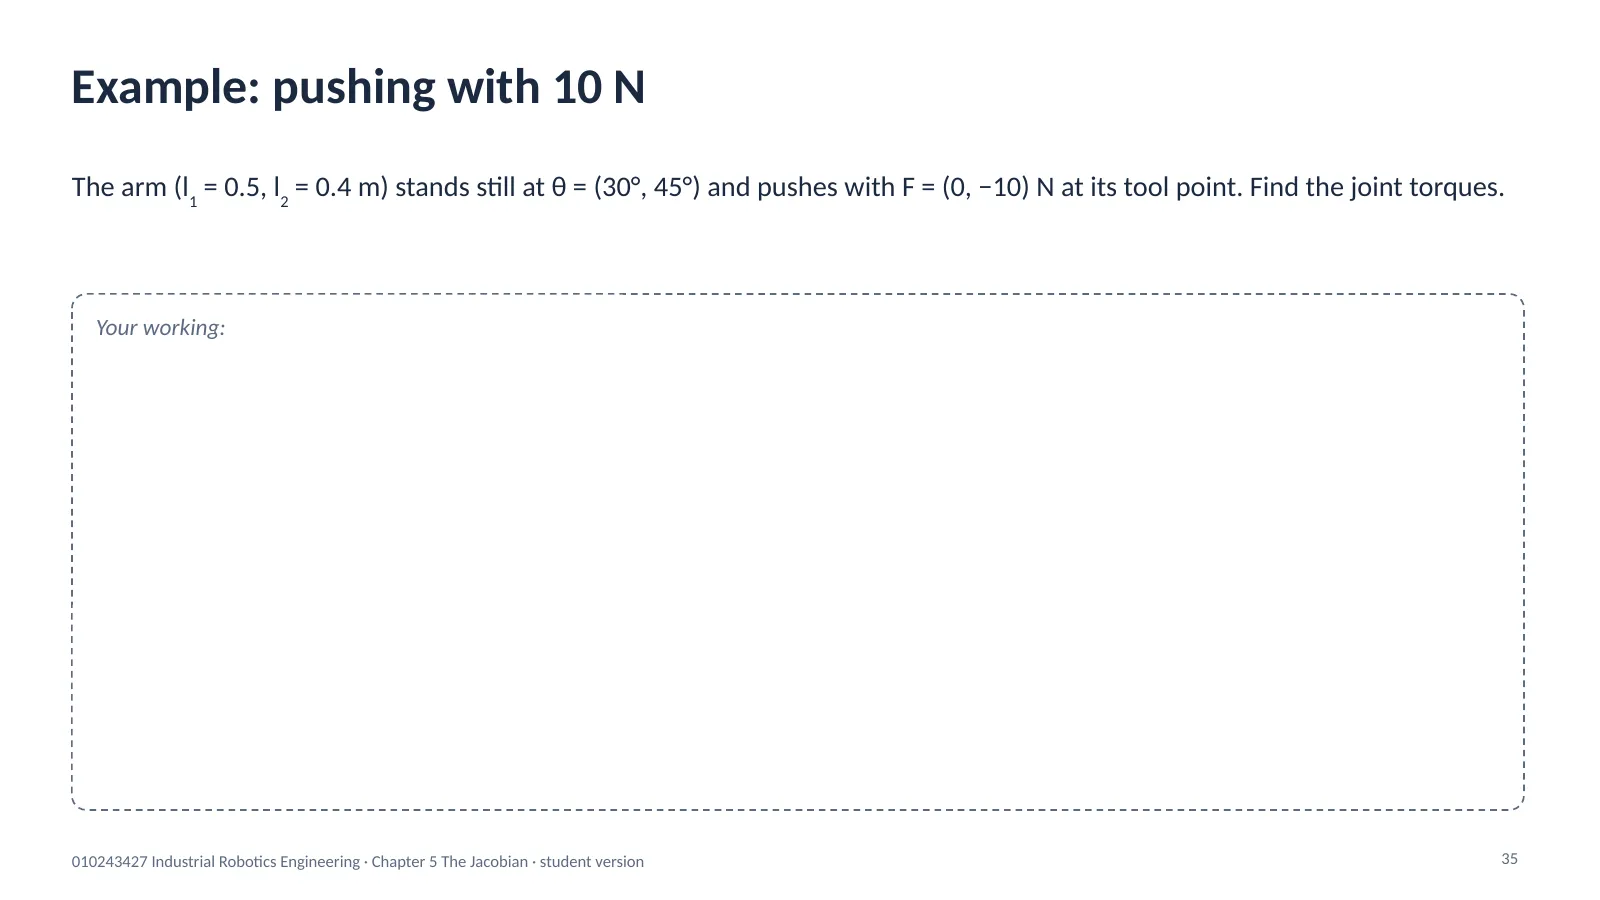 Example: pushing with 10 N
The arm (l₁ = 0.5, l₂ = 0.4 m) stands still at θ = (30°, 45°) and pushes with F = (0, −10) N at its tool point. Find the joint torques.
Your working:
010243427 Industrial Robotics Engineering · Chapter 5 The Jacobian · student version
35